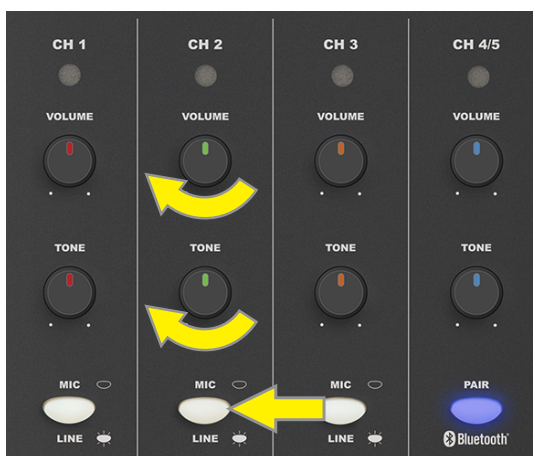 CH 1 CH 2 CH 3 CH 4/5
VOLUME VOLUME VOLUME VOLUME
TONE TONE TONE TONE
MIC MIC MIC PAIR
LINE LINE LINE Bluetooth